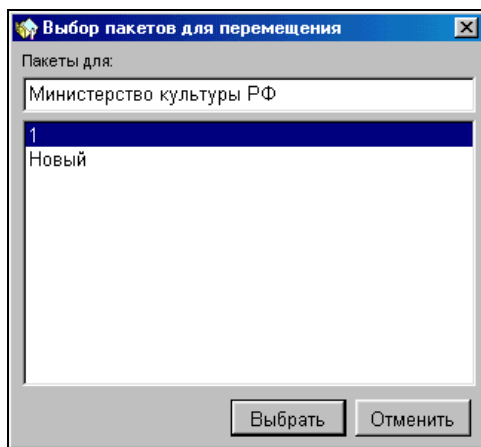 Выбор пакетов для перемещения
Пакеты для:
Министерство культуры РФ
1
Новый
Выбрать Отменить